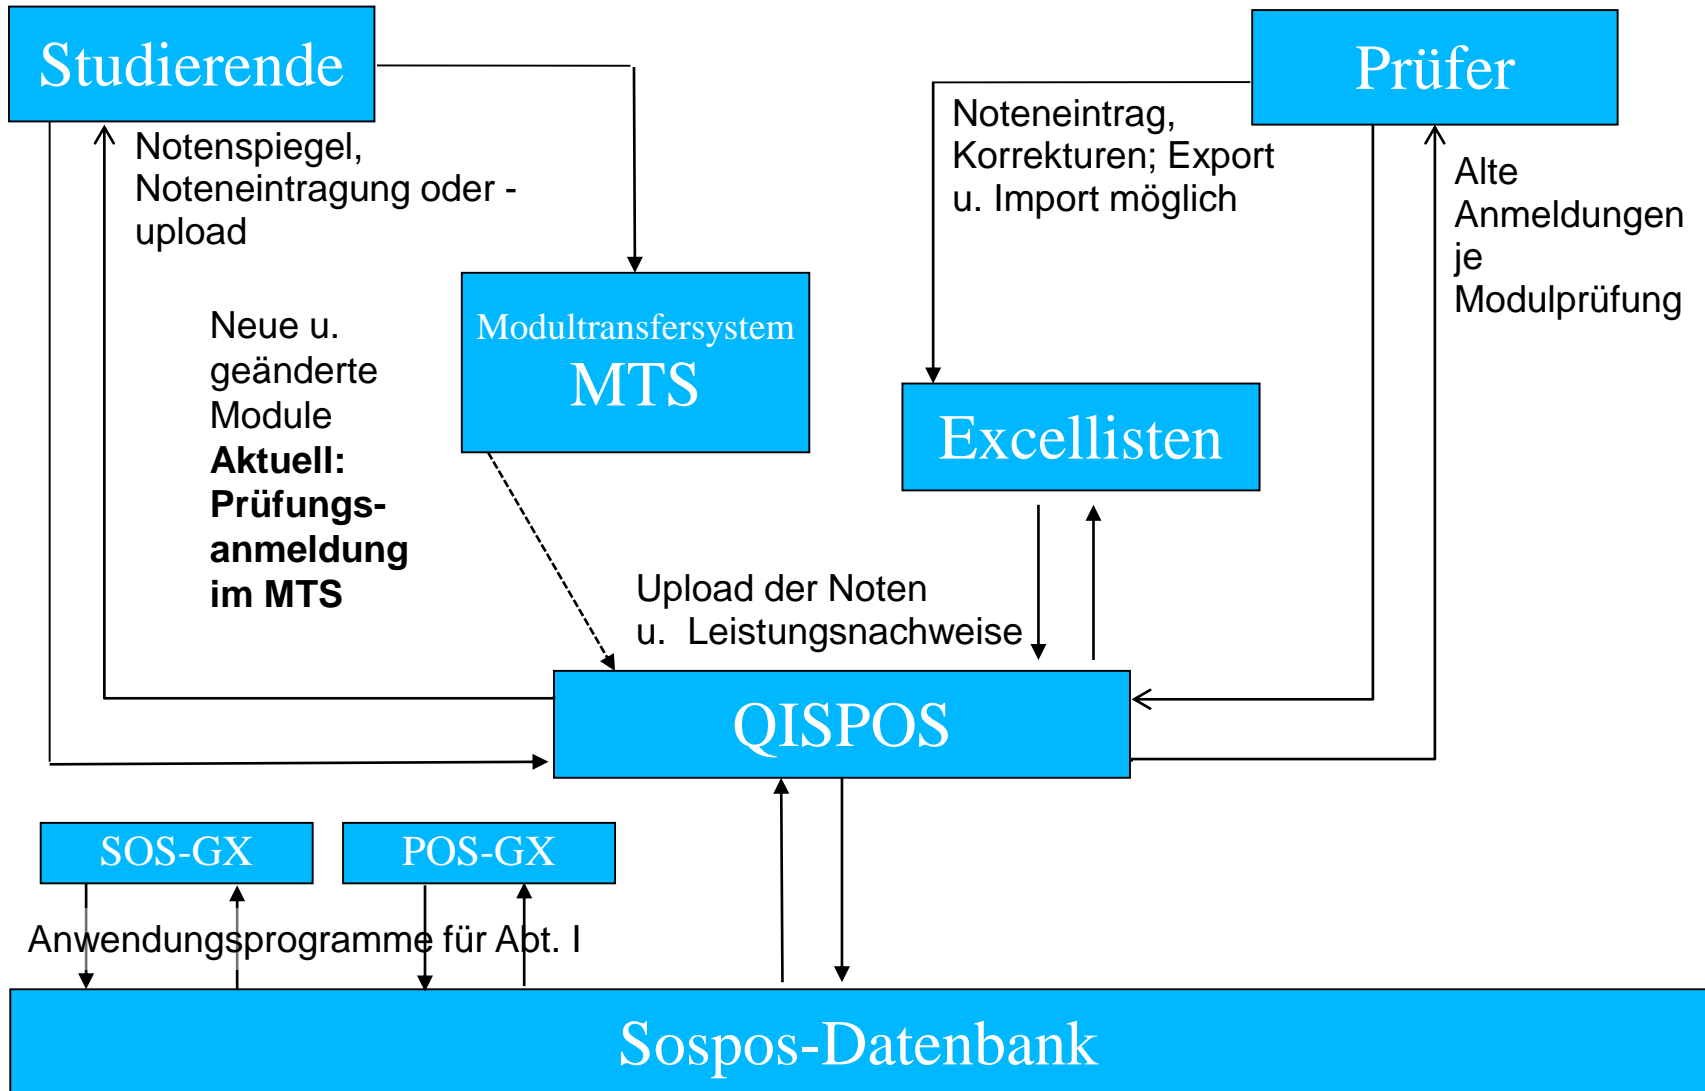 Studierende
Prüfer
Notenspiegel,
Noteneintragung oder -
upload
Noteneintrag,
Korrekturen; Export
u. Import möglich
Alte
Anmeldungen
je
Modulprüfung
Neue u.
geänderte
Module
Aktuell:
Prüfungs-
anmeldung
im MTS
Modultransfersystem
MTS
Excellisten
Upload der Noten
u. Leistungsnachweise
QISPOS
SOS-GX
POS-GX
Anwendungsprogramme für Abt. I
Sospos-Datenbank